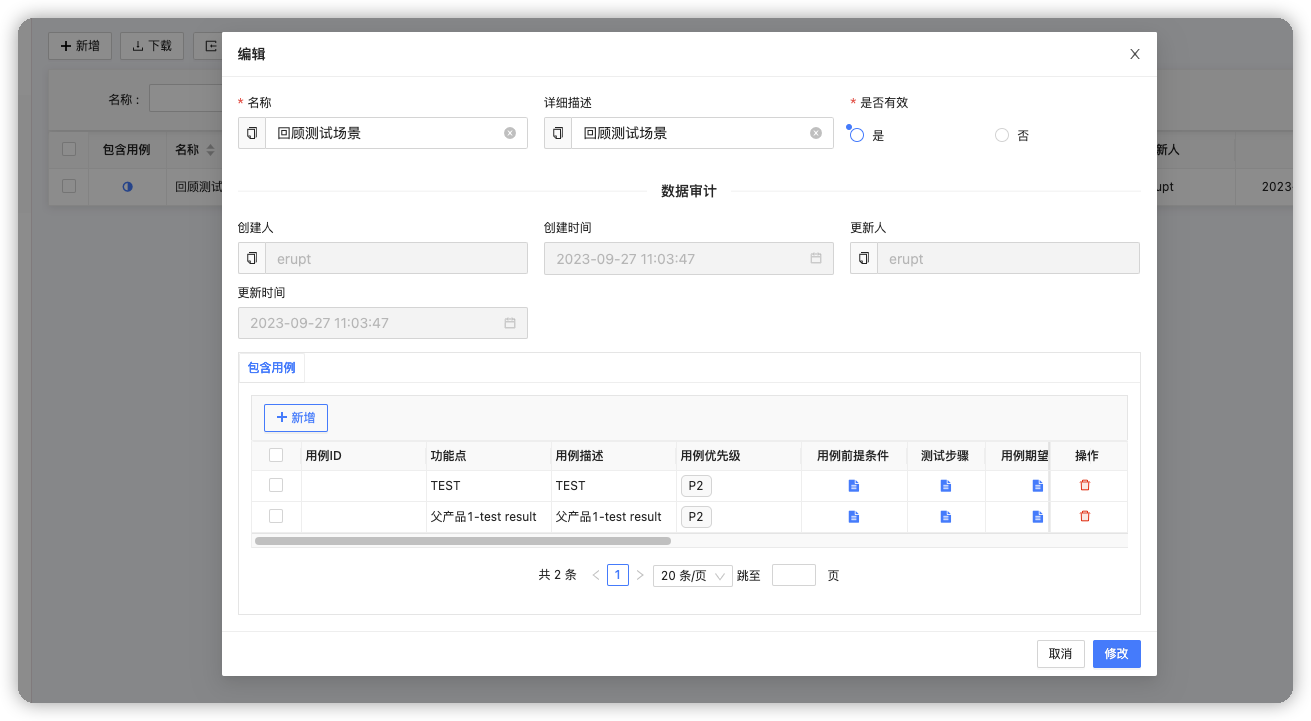 新增 下载
编辑
名称：
* 名称 详细描述 * 是否有效
回顾测试场景 回顾测试场景 是 否
包含用例 名称 新人
回顾测试 upt 2023
数据审计
创建人 创建时间 更新人
erupt 2023-09-27 11:03:47 erupt
更新时间
2023-09-27 11:03:47
包含用例
新增
用例ID 功能点 用例描述 用例优先级 用例前提条件 测试步骤 用例期望 操作
TEST TEST P2
父产品1-test result 父产品1-test result P2
共 2 条 1 20 条/页 跳至 页
取消 修改